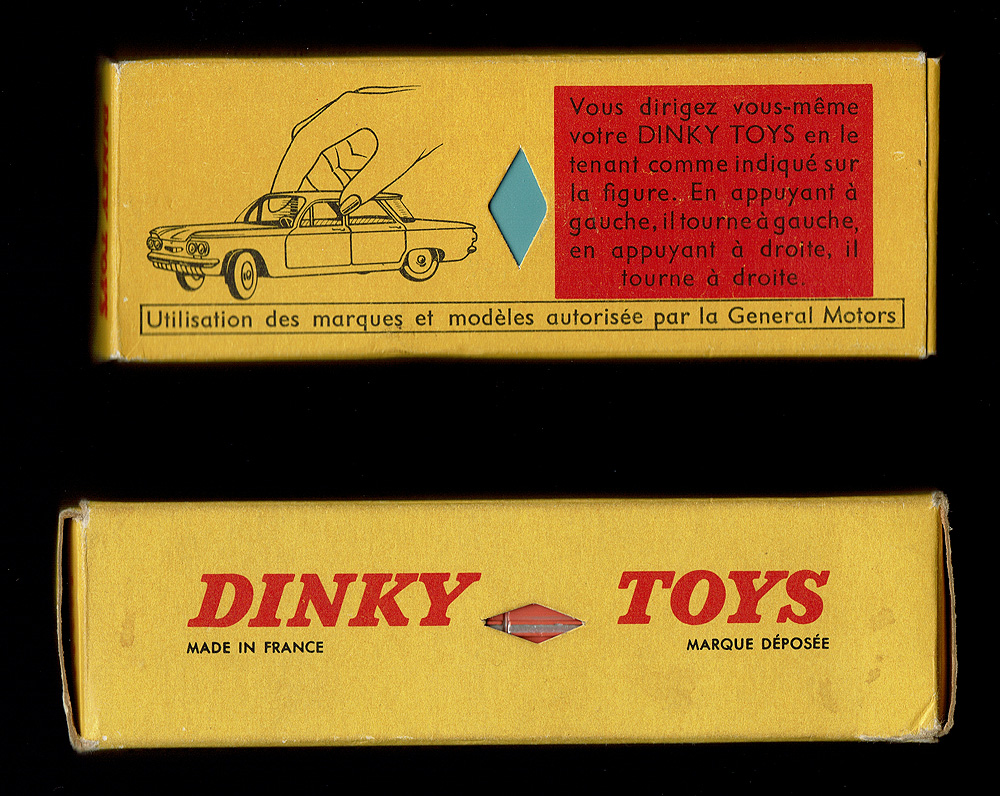 Vous dirigez vous-même
votre DINKY TOYS en le
tenant comme indiqué sur
la figure. En appuyant à
gauche, il tourne à gauche,
en appuyant à droite, il
tourne à droite.
Utilisation des marques et modèles autorisée par la General Motors
DINKY TOYS
MADE IN FRANCE
MARQUE DÉPOSÉE